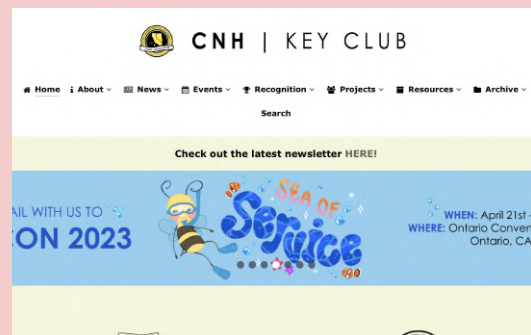 CNH | KEY CLUB
Home About News Events Recognition Projects Resources Archive
Search
Check out the latest newsletter HERE!
AIL WITH US TO
CON 2023
SEA OF
Service
WHEN: April 21st -
WHERE: Ontario Convert
Ontario, CA